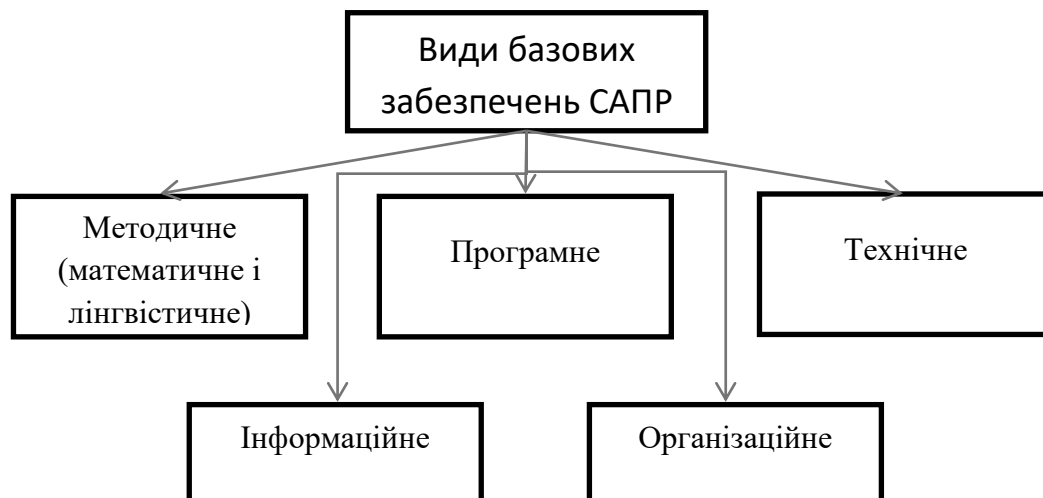 Види базових
забезпечень САПР
Методичне
(математичне і
лінгвістичне)
Програмне
Технічне
Інформаційне
Організаційне